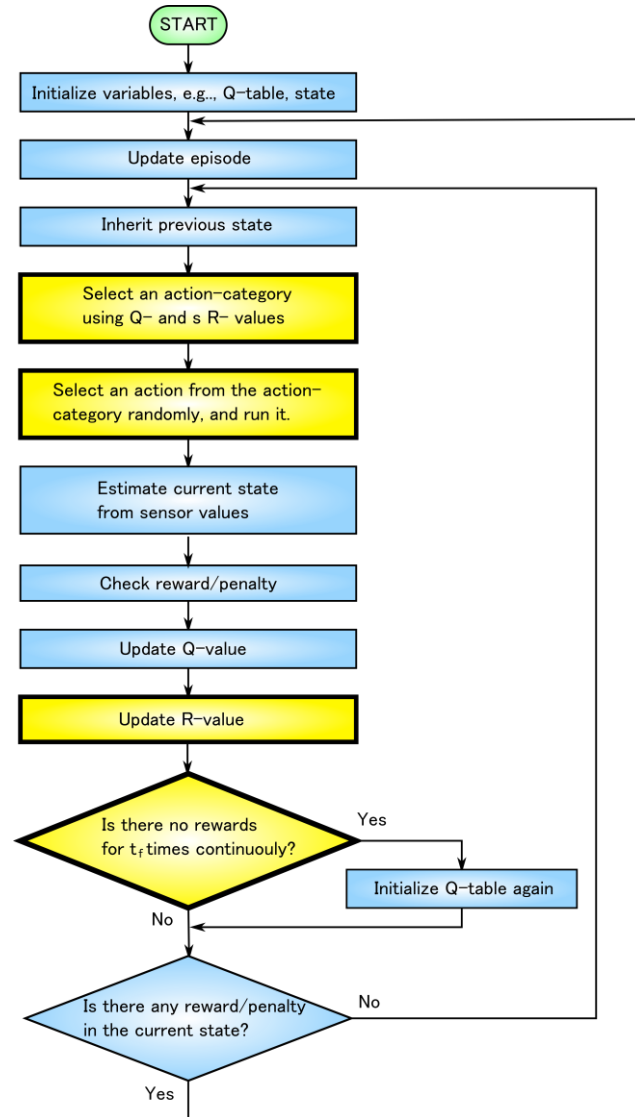 START
Initialize variables, e.g.., Q-table, state
Update episode
Inherit previous state
Select an action-category
using Q- and s R- values
Select an action from the action-
category randomly, and run it.
Estimate current state
from sensor values
Check reward/penalty
Update Q-value
Update R-value
Is there no rewards
for tf times continuouly?
Yes
Initialize Q-table again
No
Is there any reward/penalty
in the current state?
No
Yes